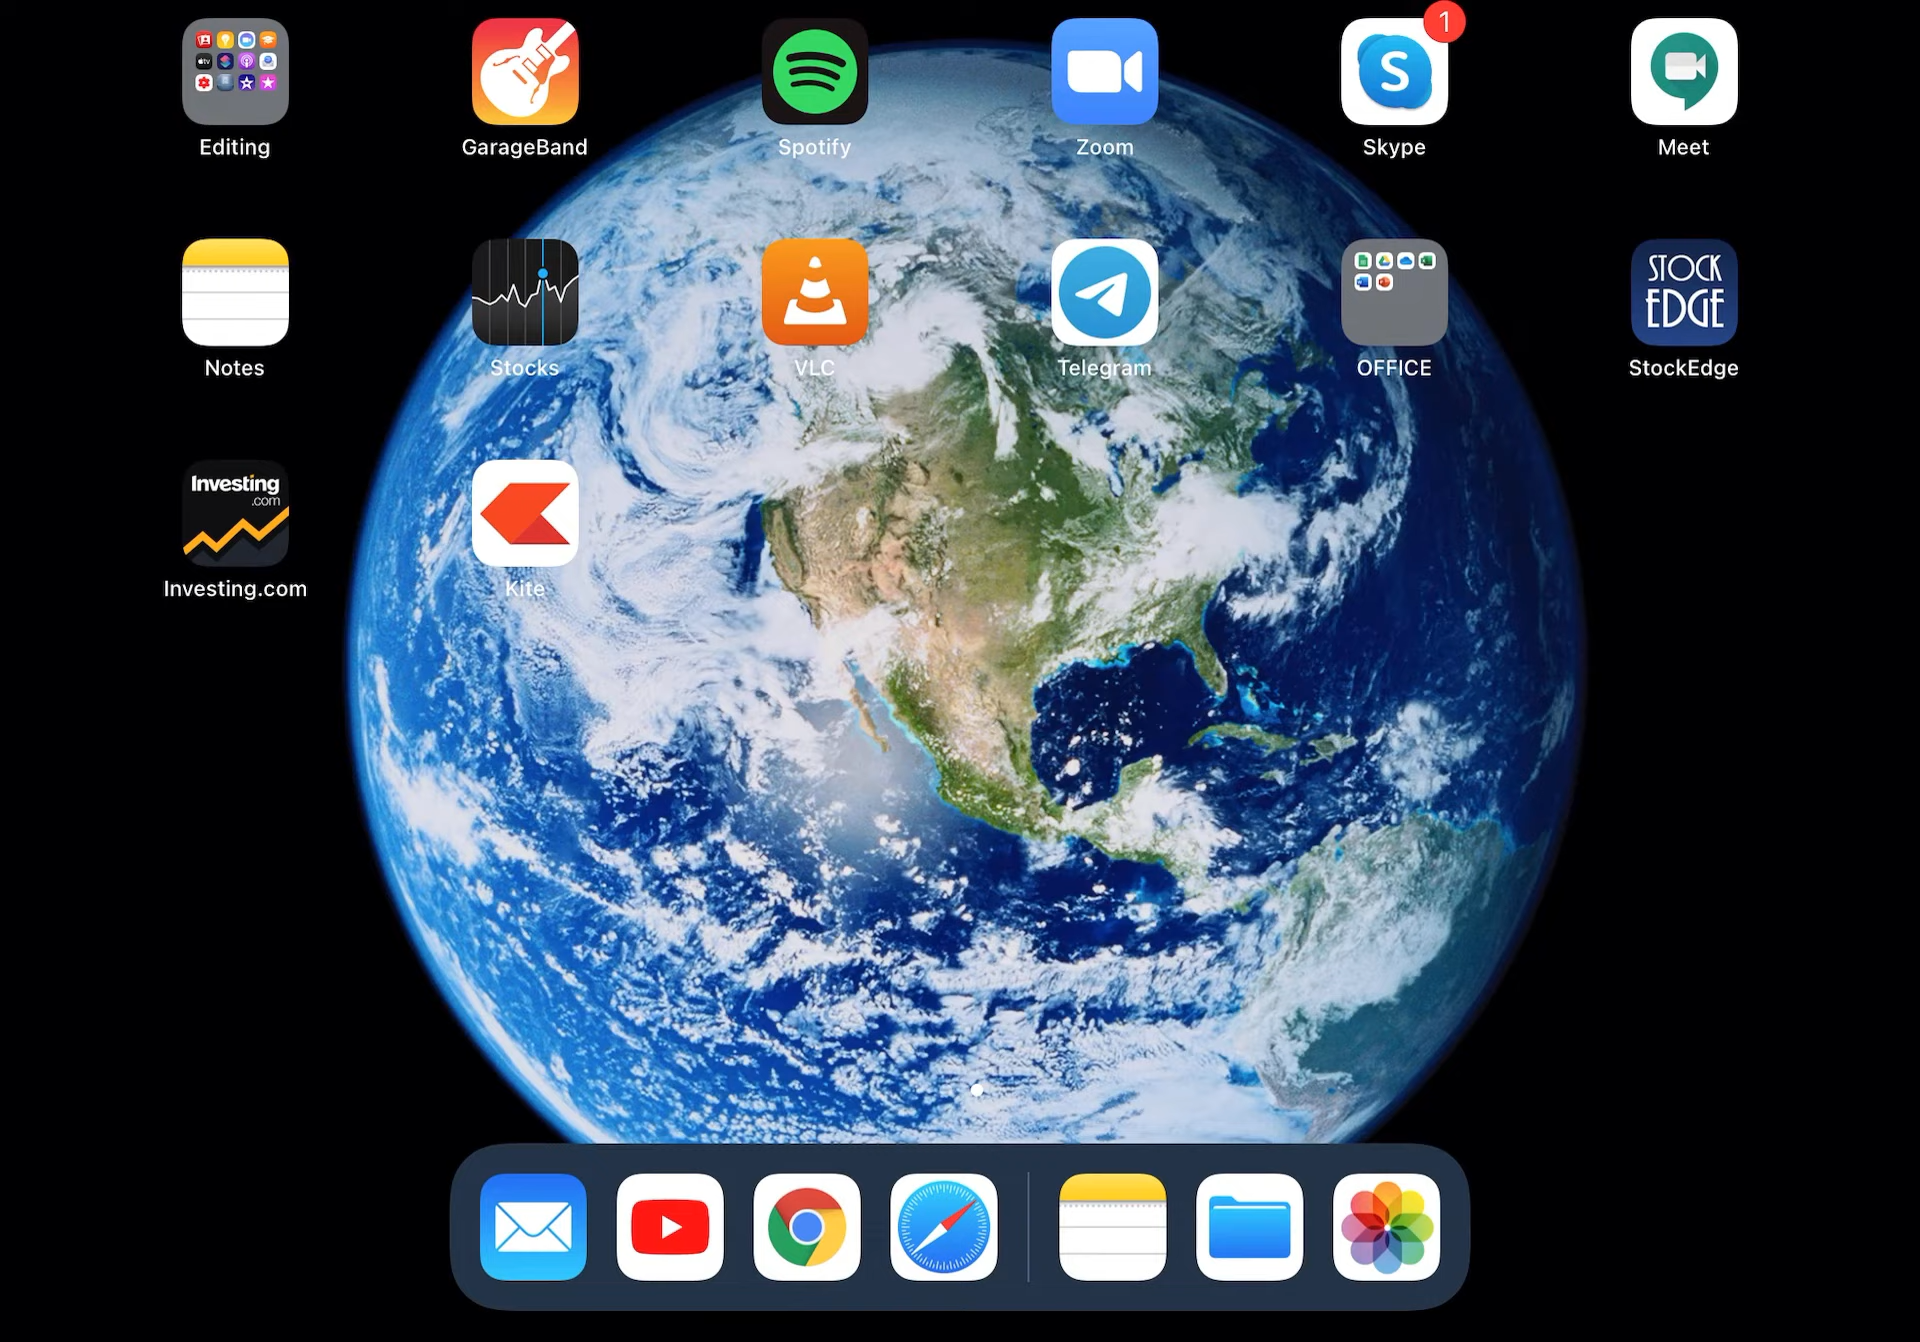 1
Editing
GarageBand
Spotify
Zoom
Skype
Meet
STOCK
EDGE
Notes
Stocks
VLC
Telegram
OFFICE
StockEdge
Investing
.com
Investing.com
Kite